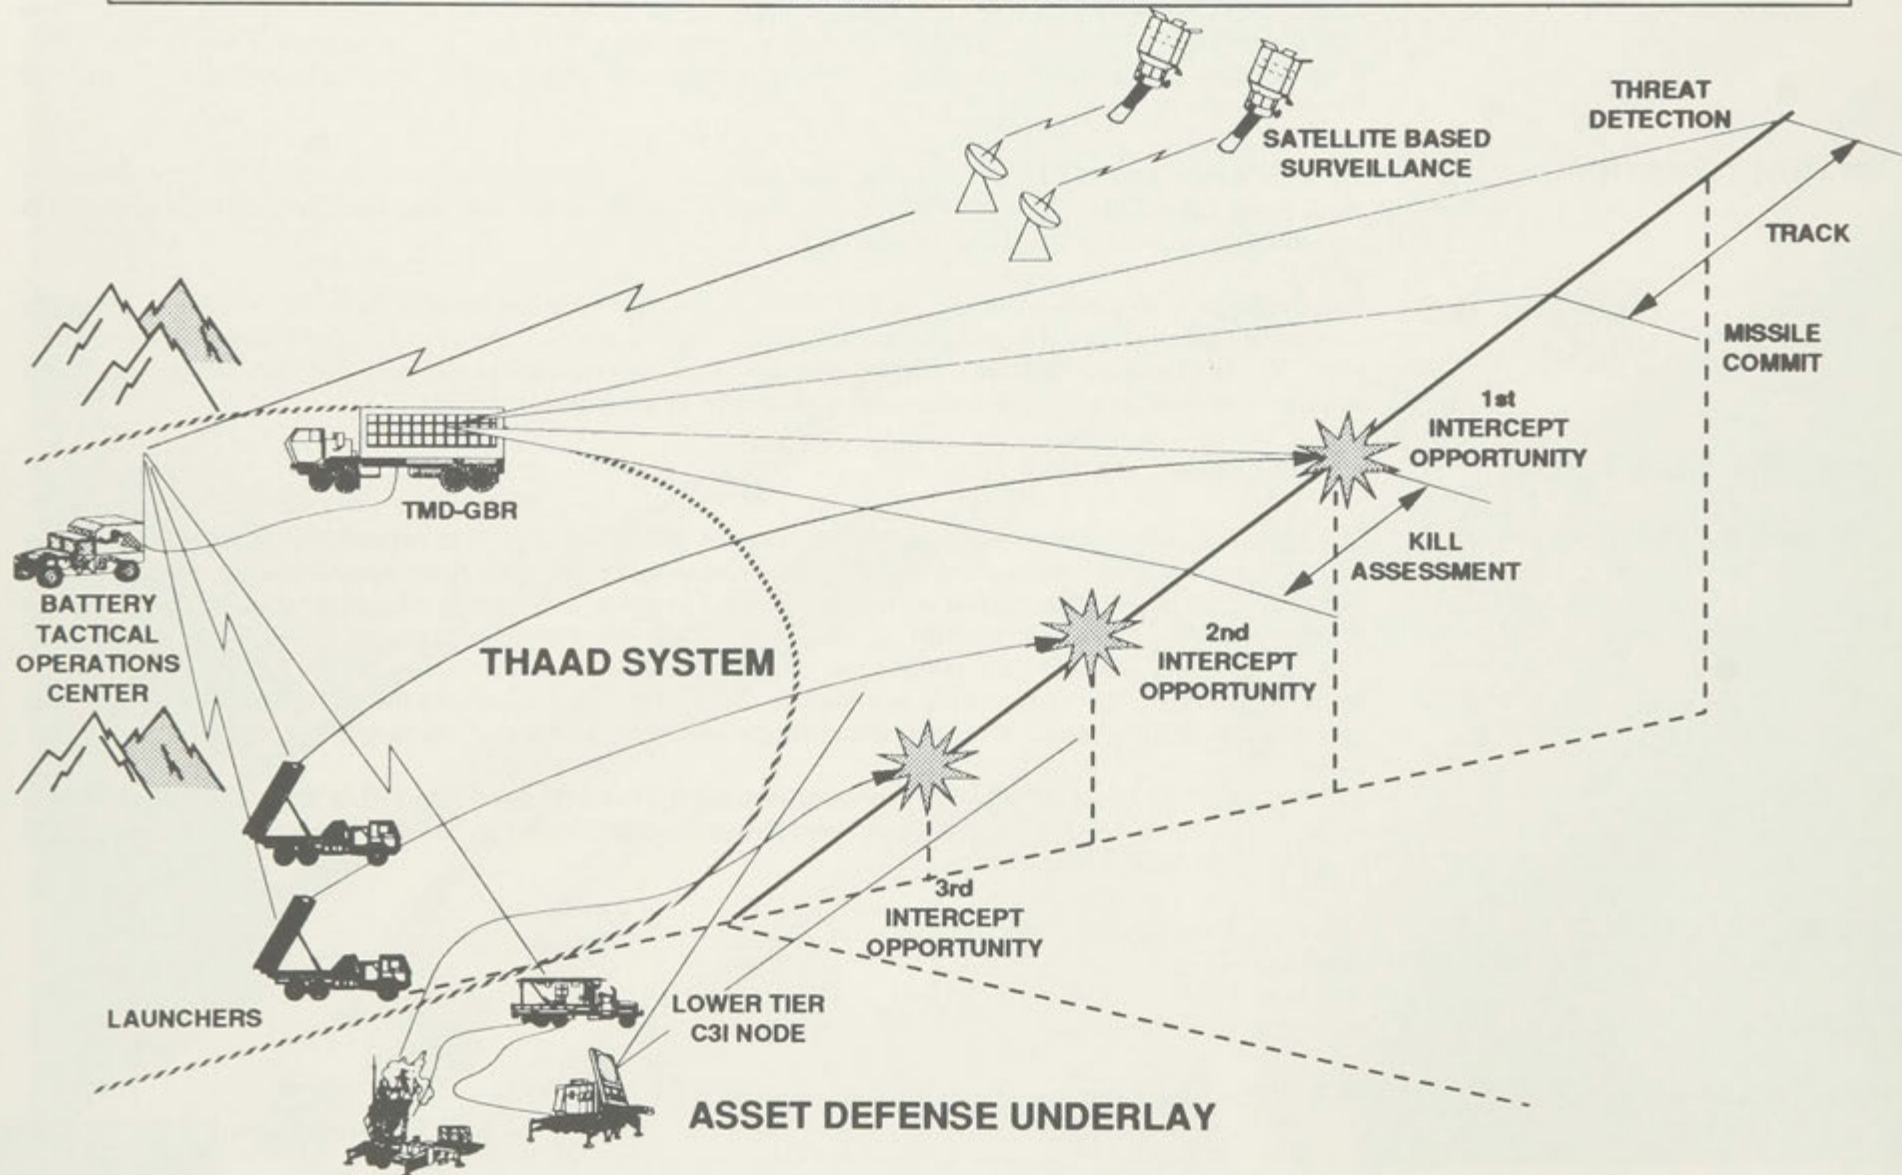 THREAT
DETECTION
SATELLITE BASED
SURVEILLANCE
TRACK
MISSILE
COMMIT
1st
INTERCEPT
OPPORTUNITY
TMD-GBR
KILL
ASSESSMENT
BATTERY
TACTICAL
OPERATIONS
CENTER
THAAD SYSTEM
2nd
INTERCEPT
OPPORTUNITY
3rd
INTERCEPT
OPPORTUNITY
LAUNCHERS
LOWER TIER
C3I NODE
ASSET DEFENSE UNDERLAY